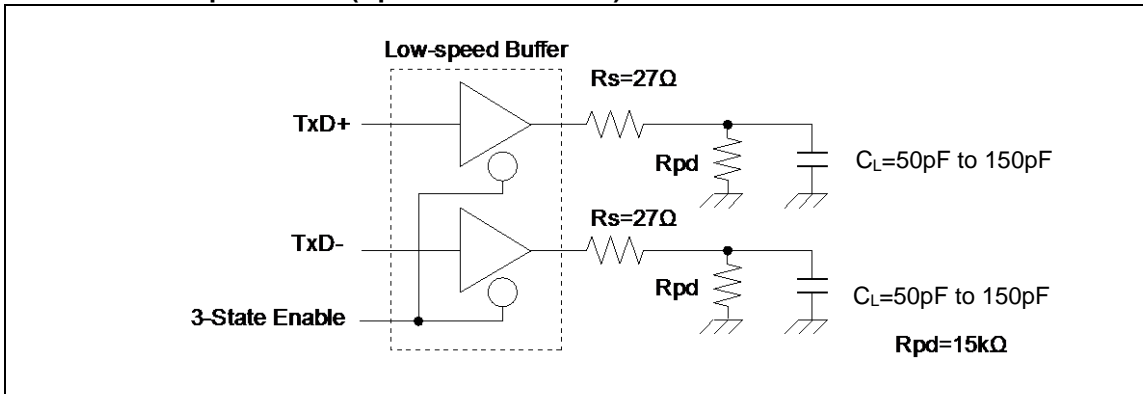 Low-speed Buffer
Rs=27Ω
TxD+
Rpd
CL=50pF to 150pF
Rs=27Ω
TxD-
Rpd
CL=50pF to 150pF
3-State Enable
Rpd=15kΩ